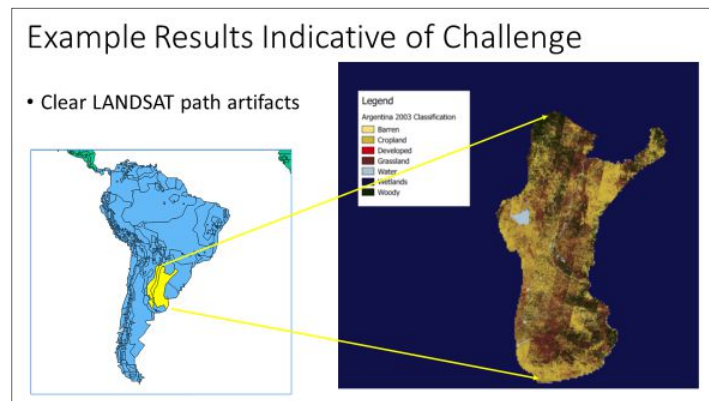 Example Results Indicative of Challenge
• Clear LANDSAT path artifacts
Legend
Argentina 2003 Classification
Barren
Cropland
Developed
Grassland
Water
Wetlands
Woody